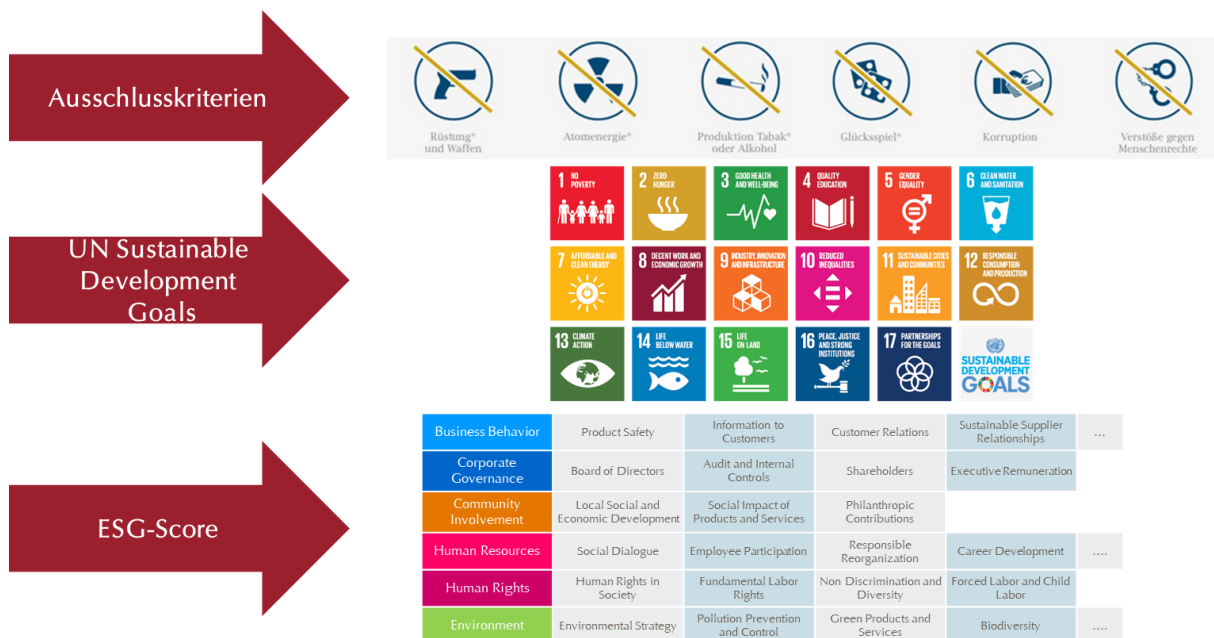 Ausschlusskriterien
Rüstung*
und Waffen
Atomenergie*
Produktion Tabak*
oder Alkohol
Glücksspiel*
Korruption
Verstöße gegen
Menschenrechte
UN Sustainable
Development
Goals
1 NO
POVERTY
2 ZERO
HUNGER
3 GOOD HEALTH
AND WELL-BEING
4 QUALITY
EDUCATION
5 GENDER
EQUALITY
6 CLEAN WATER
AND SANITATION
7 AFFORDABLE AND
CLEAN ENERGY
8 DECENT WORK AND
ECONOMIC GROWTH
9 INDUSTRY, INNOVATION
AND INFRASTRUCTURE
10 REDUCED
INEQUALITIES
11 SUSTAINABLE CITIES
AND COMMUNITIES
12 RESPONSIBLE
CONSUMPTION
AND PRODUCTION
13 CLIMATE
ACTION
14 LIFE
BELOW WATER
15 LIFE
ON LAND
16 PEACE, JUSTICE
AND STRONG
INSTITUTIONS
17 PARTNERSHIPS
FOR THE GOALS
SUSTAINABLE
DEVELOPMENT
GOALS
ESG-Score
Business Behavior
Product Safety
Information to
Customers
Customer Relations
Sustainable Supplier
Relationships
...
Corporate
Governance
Board of Directors
Audit and Internal
Controls
Shareholders
Executive Remuneration
Community
Involvement
Local Social and
Economic Development
Social Impact of
Products and Services
Philanthropic
Contributions
Human Resources
Social Dialogue
Employee Participation
Responsible
Reorganization
Career Development
....
Human Rights
Human Rights in
Society
Fundamental Labor
Rights
Non Discrimination and
Diversity
Forced Labor and Child
Labor
Environment
Environmental Strategy
Pollution Prevention
and Control
Green Products and
Services
Biodiversity
....